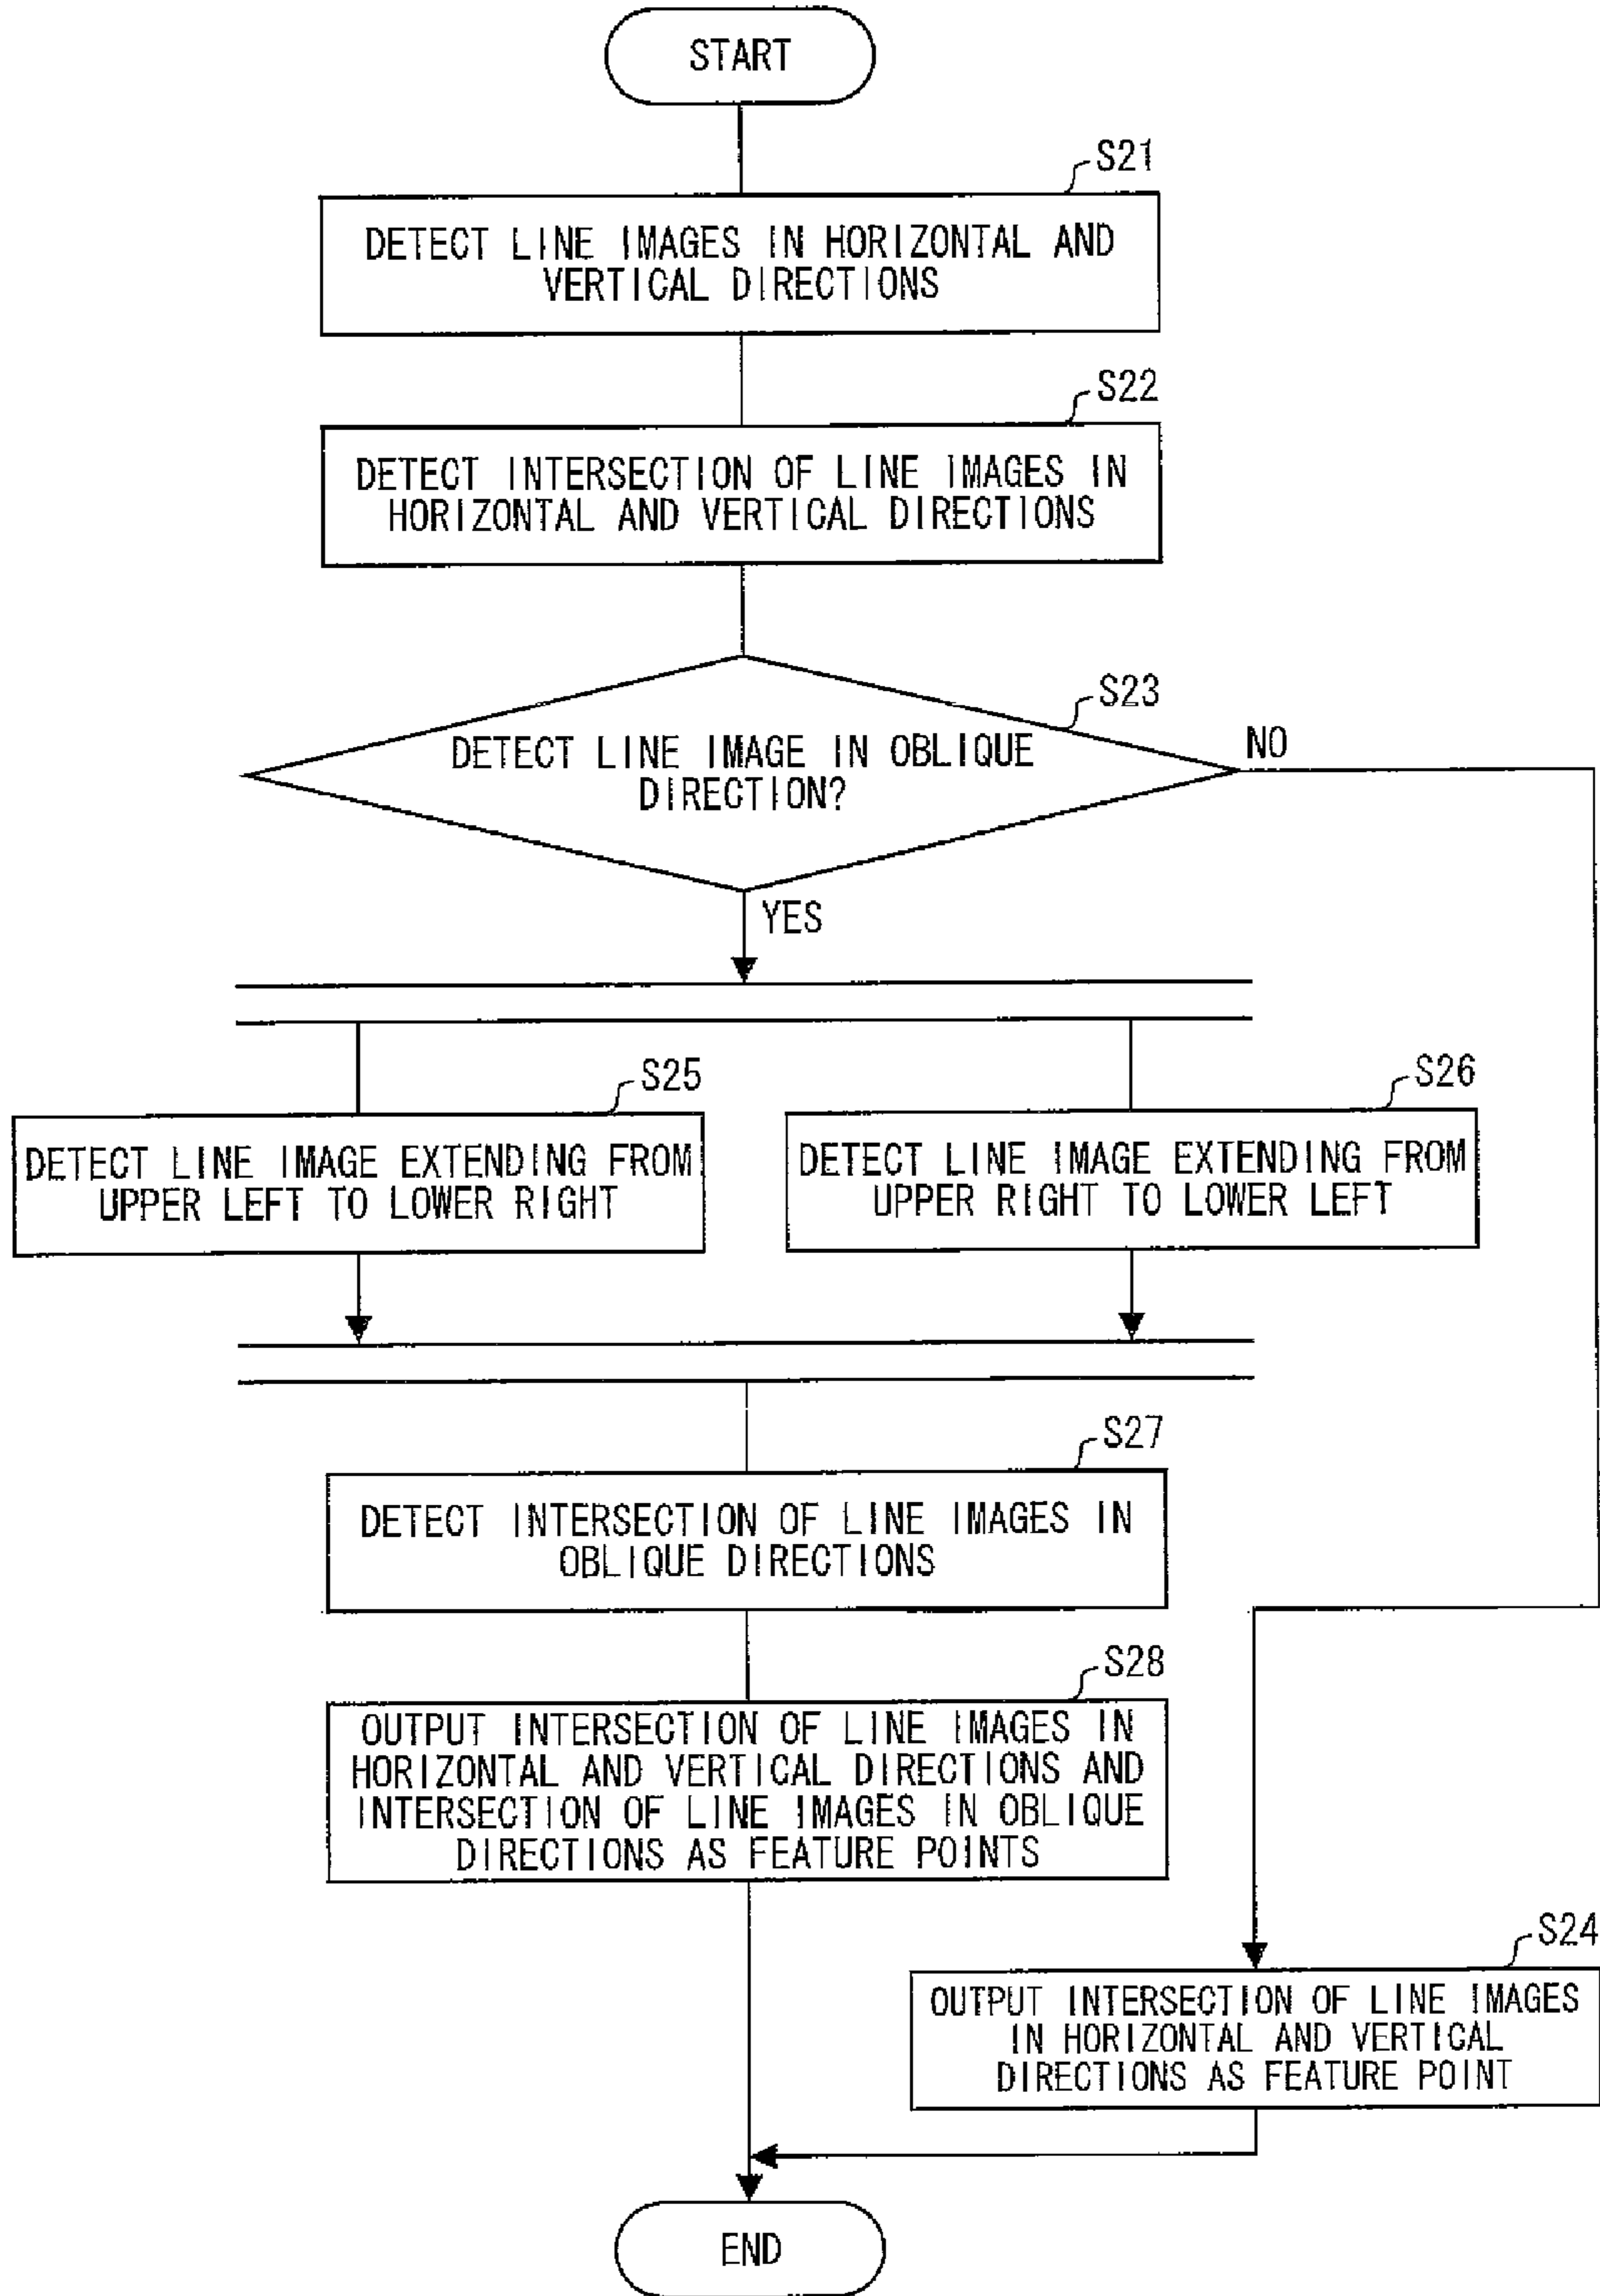 START
S21
DETECT LINE IMAGES IN HORIZONTAL AND
VERTICAL DIRECTIONS
S22
DETECT INTERSECTION OF LINE IMAGES IN
HORIZONTAL AND VERTICAL DIRECTIONS
S23
DETECT LINE IMAGE IN OBLIQUE
DIRECTION?
NO
YES
S25
DETECT LINE IMAGE EXTENDING FROM
UPPER LEFT TO LOWER RIGHT
S26
DETECT LINE IMAGE EXTENDING FROM
UPPER RIGHT TO LOWER LEFT
S27
DETECT INTERSECTION OF LINE IMAGES IN
OBLIQUE DIRECTIONS
S28
OUTPUT INTERSECTION OF LINE IMAGES IN
HORIZONTAL AND VERTICAL DIRECTIONS AND
INTERSECTION OF LINE IMAGES IN OBLIQUE
DIRECTIONS AS FEATURE POINTS
S24
OUTPUT INTERSECTION OF LINE IMAGES
IN HORIZONTAL AND VERTICAL
DIRECTIONS AS FEATURE POINT
END